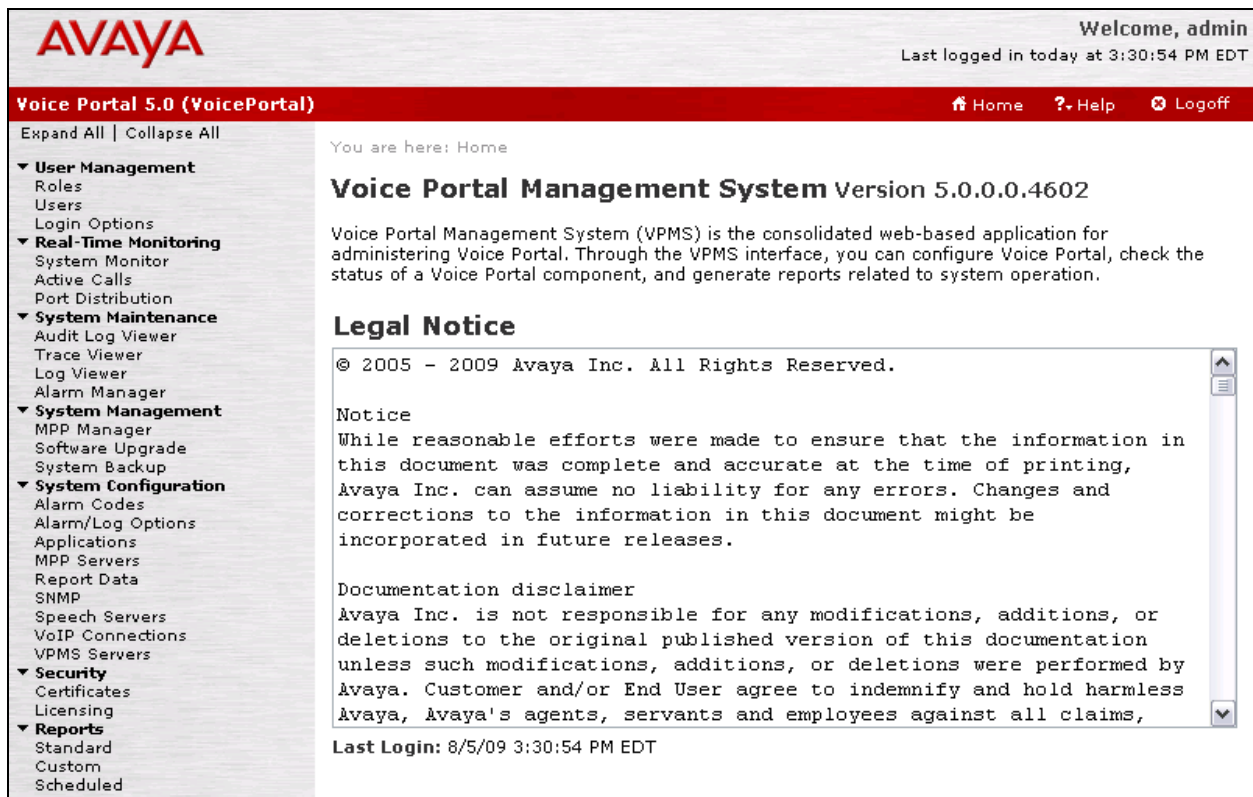 AVAYA
Welcome, admin
Last logged in today at 3:30:54 PM EDT
Voice Portal 5.0 (VoicePortal)
Home ? Help Logoff
Expand All | Collapse All
User Management
Roles
Users
Login Options
Real-Time Monitoring
System Monitor
Active Calls
Port Distribution
System Maintenance
Audit Log Viewer
Trace Viewer
Log Viewer
Alarm Manager
System Management
MPP Manager
Software Upgrade
System Backup
System Configuration
Alarm Codes
Alarm/Log Options
Applications
MPP Servers
Report Data
SNMP
Speech Servers
VoIP Connections
VPMS Servers
Security
Certificates
Licensing
Reports
Standard
Custom
Scheduled
You are here: Home
Voice Portal Management System Version 5.0.0.0.4602
Voice Portal Management System (VPMS) is the consolidated web-based application for
administering Voice Portal. Through the VPMS interface, you can configure Voice Portal, check the
status of a Voice Portal component, and generate reports related to system operation.
Legal Notice
© 2005 - 2009 Avaya Inc. All Rights Reserved.
Notice
While reasonable efforts were made to ensure that the information in
this document was complete and accurate at the time of printing,
Avaya Inc. can assume no liability for any errors. Changes and
corrections to the information in this document might be
incorporated in future releases.
Documentation disclaimer
Avaya Inc. is not responsible for any modifications, additions, or
deletions to the original published version of this documentation
unless such modifications, additions, or deletions were performed by
Avaya. Customer and/or End User agree to indemnify and hold harmless
Avaya, Avaya's agents, servants and employees against all claims,
Last Login: 8/5/09 3:30:54 PM EDT